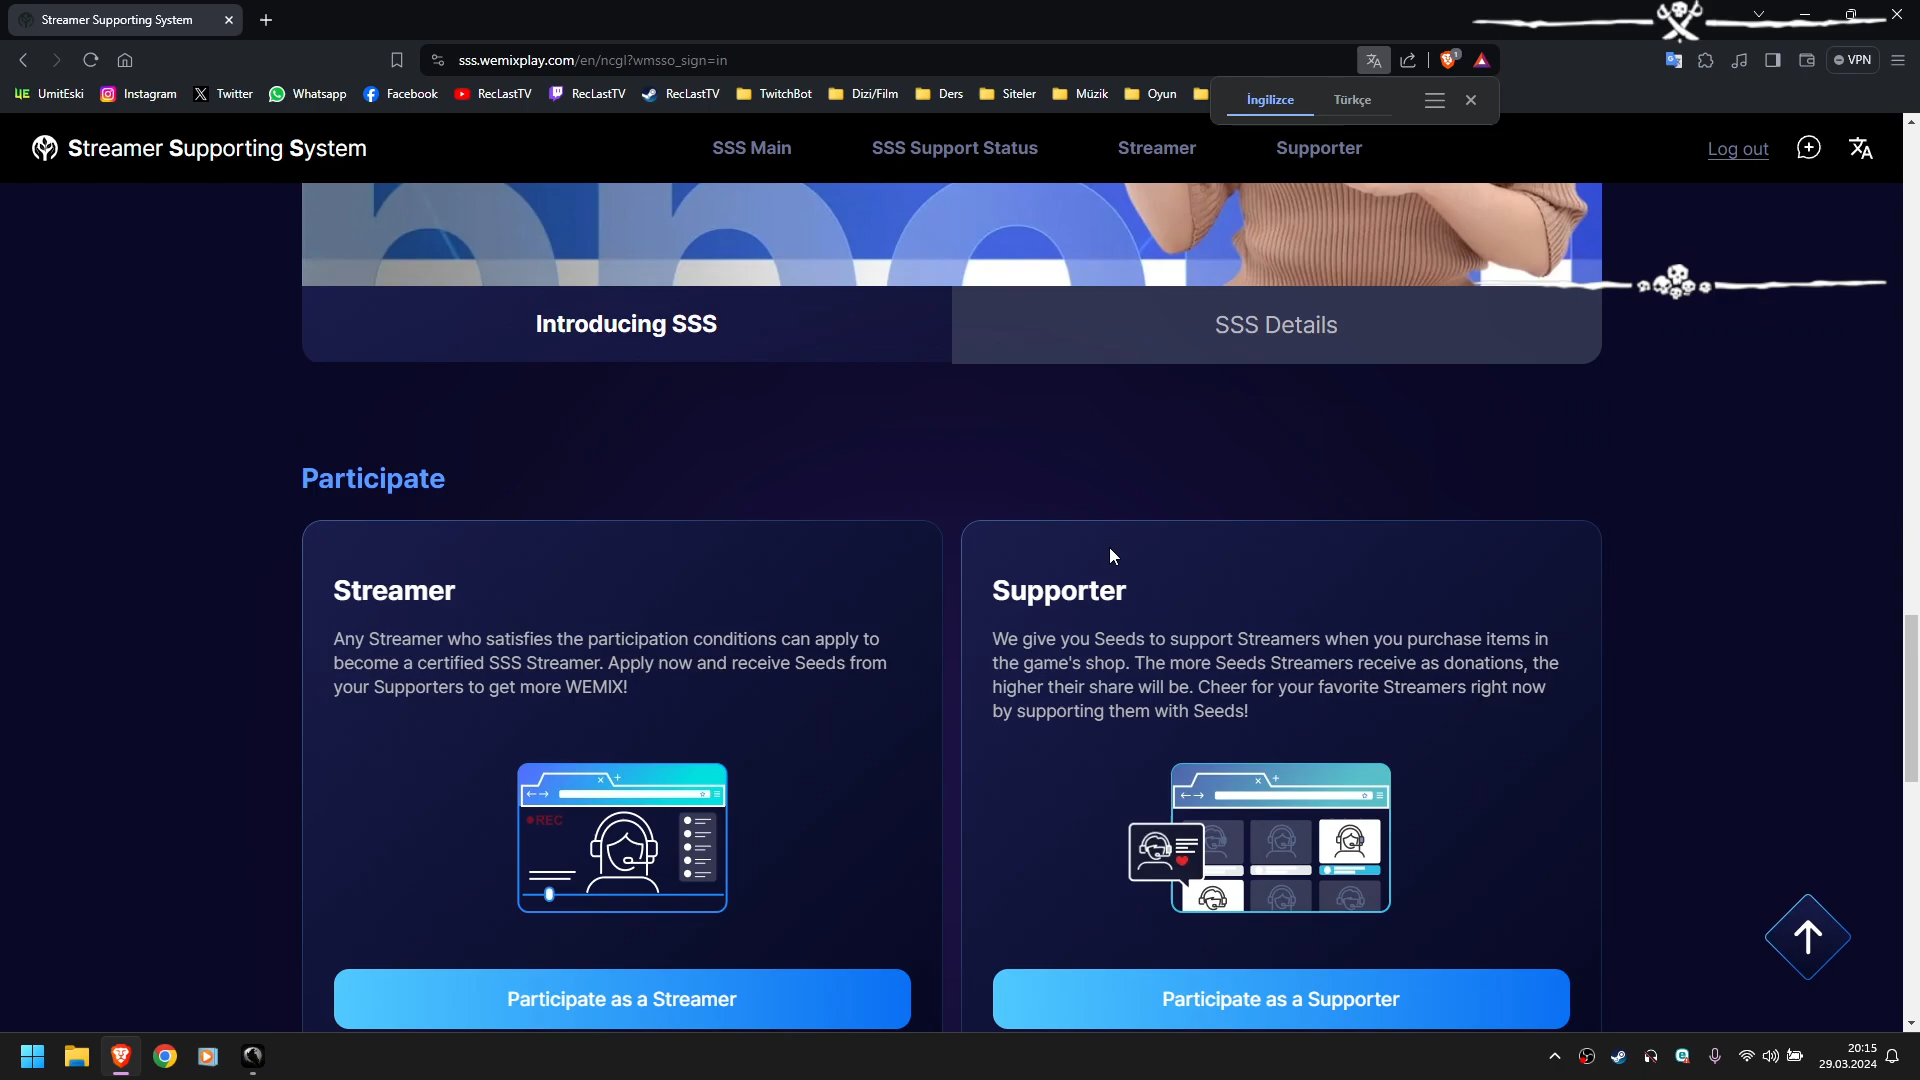 Streamer Supporting System
sss.wemixplay.com/en/ncgl?wmsso_sign=in
1
VPN
UE UmitEski
Instagram
Twitter
Whatsapp
Facebook
RecLastTV
RecLastTV
RecLastTV
TwitchBot
Dizi/Film
Ders
Siteler
Müzik
Oyun
İngilizce
Türkçe
Streamer Supporting System
SSS Main
SSS Support Status
Streamer
Supporter
Log out
Introducing SSS
SSS Details
Participate
Streamer
Any Streamer who satisfies the participation conditions can apply to
become a certified SSS Streamer. Apply now and receive Seeds from
your Supporters to get more WEMIX!
REC
Participate as a Streamer
Supporter
We give you Seeds to support Streamers when you purchase items in
the game's shop. The more Seeds Streamers receive as donations, the
higher their share will be. Cheer for your favorite Streamers right now
by supporting them with Seeds!
Participate as a Supporter
20:15
29.03.2024